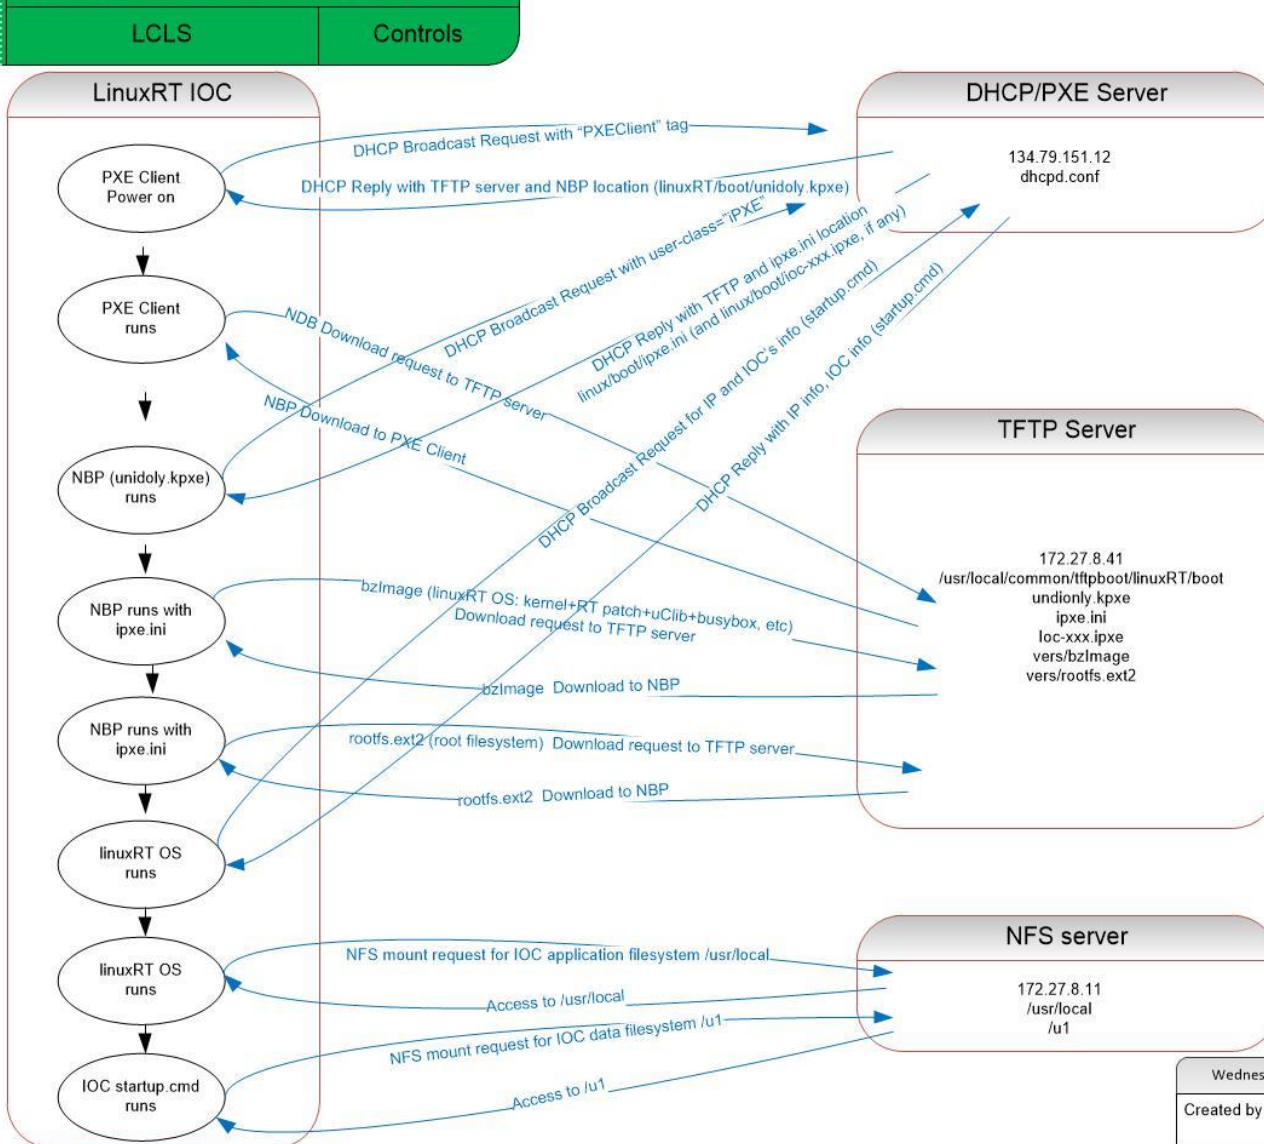 LCLS
Controls
LinuxRT IOC
DHCP/PXE Server
PXE Client
Power on
DHCP Broadcast Request with “PXEClient” tag
134.79.151.12
dhcpd.conf
DHCP Reply with TFTP server and NBP location (linuxRT/boot/unidoly.kpxe)
PXE Client
runs
DHCP Broadcast Request with user-class=”iPXE”
DHCP Reply with TFTP and ipxe.ini location
linux/boot/ipxe.ini (and linux/boot/ioc-xxx.ipxe, if any)
NDB Download request to TFTP server
NBP Download to PXE Client
DHCP Broadcast Request for IP and IOC’s info (startup.cmd)
DHCP Reply with IP info, IOC info (startup.cmd)
TFTP Server
NBP (unidoly.kpxe)
runs
172.27.8.41
/usr/local/common/tftpboot/linuxRT/boot
undionly.kpxe
ipxe.ini
Ioc-xxx.ipxe
vers/bzImage
vers/rootfs.ext2
NBP runs with
ipxe.ini
bzImage (linuxRT OS: kernel+RT patch+uClib+busybox, etc)
Download request to TFTP server
bzImage Download to NBP
NBP runs with
ipxe.ini
rootfs.ext2 (root filesystem) Download request to TFTP server
rootfs.ext2 Download to NBP
linuxRT OS
runs
NFS server
linuxRT OS
runs
NFS mount request for IOC application filesystem /usr/local
Access to /usr/local
172.27.8.11
/usr/local
/u1
NFS mount request for IOC data filesystem /u1
IOC startup.cmd
runs
Access to /u1
Wednes
Created by